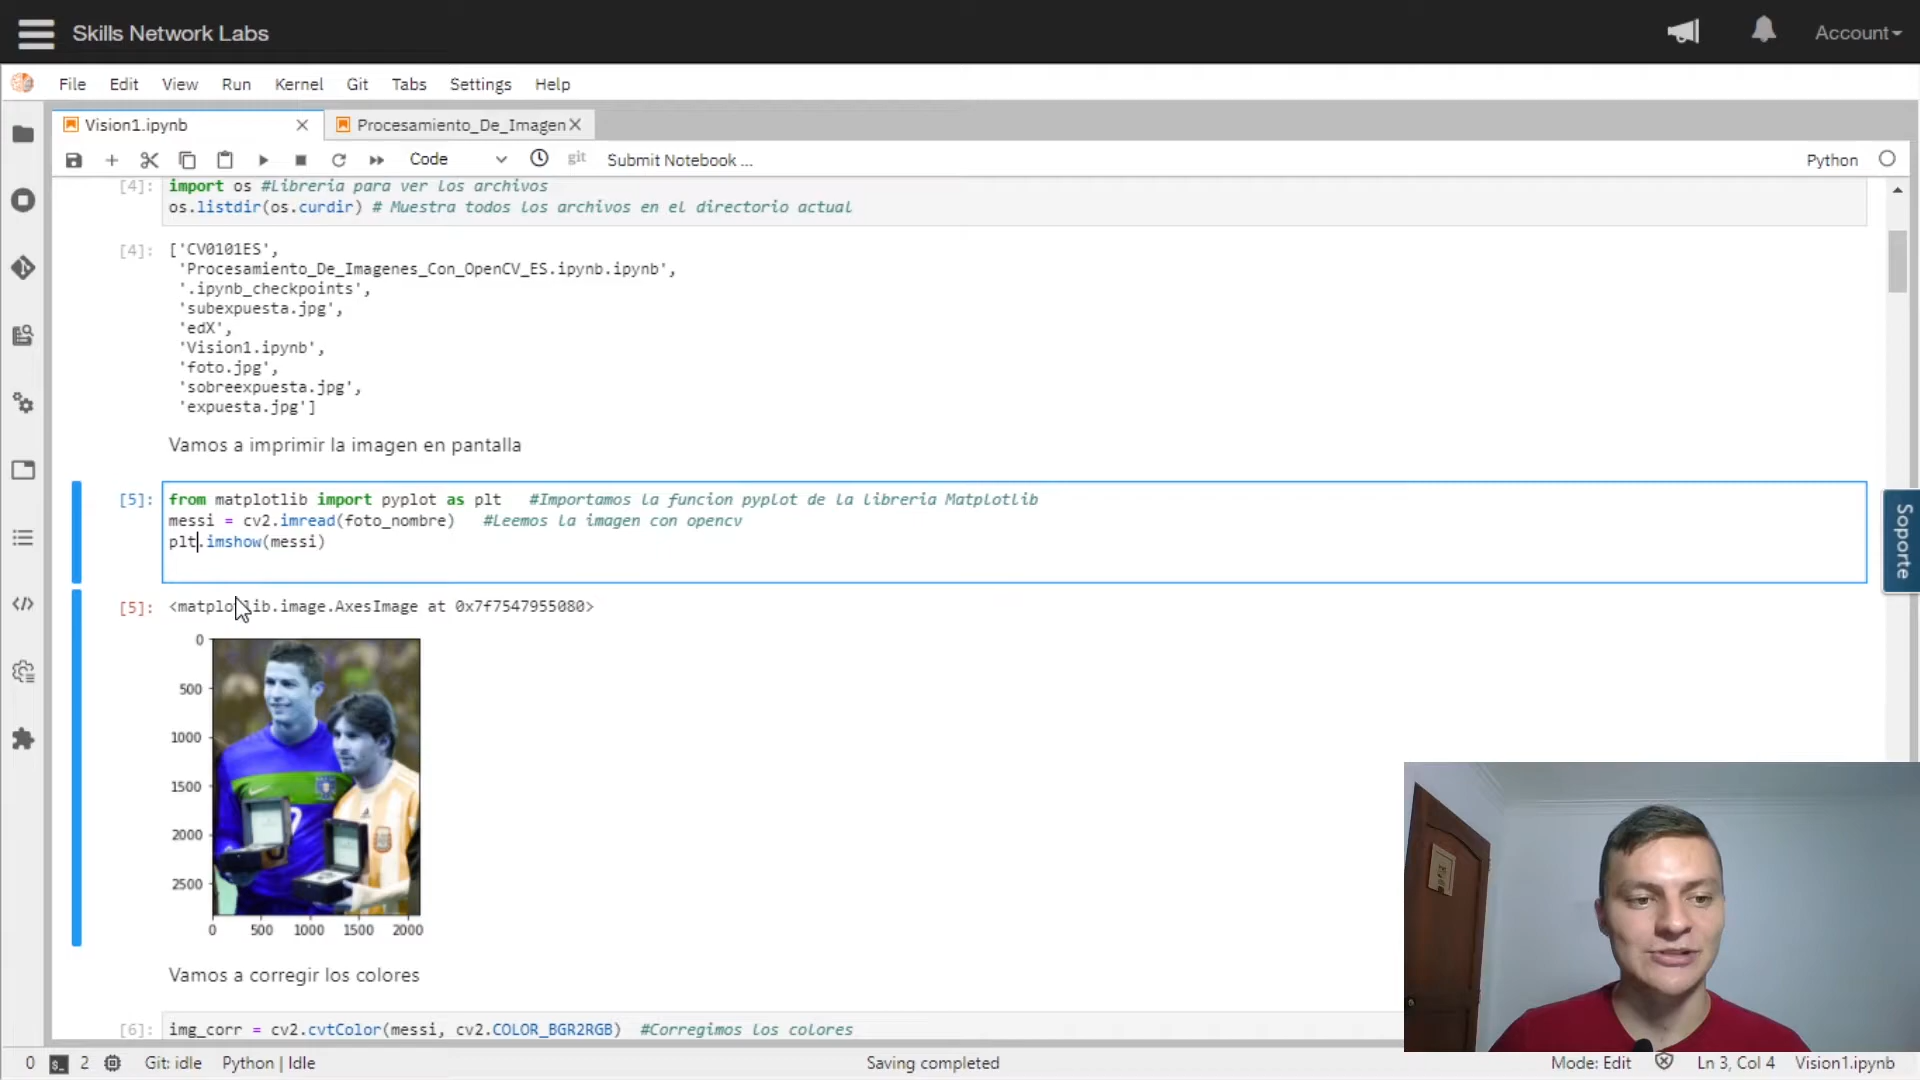 Skills Network Labs
Account
File Edit View Run Kernel Git Tabs Settings Help
Vision1.ipynb
Procesamiento_De_Imagen
Code
git
Submit Notebook ...
Python
[4]: import os #Libreria para ver los archivos
os.listdir(os.curdir) # Muestra todos los archivos en el directorio actual
[4]: ['CV0101ES',
'Procesamiento_De_Imagenes_Con_OpenCV_ES.ipynb.ipynb',
'.ipynb_checkpoints',
'subexpuesta.jpg',
'edX',
'Vision1.ipynb',
'foto.jpg',
'sobreexpuesta.jpg',
'expuesta.jpg']
Vamos a imprimir la imagen en pantalla
[5]: from matplotlib import pyplot as plt #Importamos la funcion pyplot de la libreria Matplotlib
messi = cv2.imread(foto_nombre) #Leemos la imagen con opencv
plt.imshow(messi)
Soporte
[5]: <matplotlib.image.AxesImage at 0x7f7547955080>
0
500
1000
1500
2000
2500
0 500 1000 1500 2000
Vamos a corregir los colores
[6]: img_corr = cv2.cvtColor(messi, cv2.COLOR_BGR2RGB) #Corregimos los colores
0 2 Git: idle Python | Idle Saving completed Mode: Edit Ln 3, Col 4 Vision1.ipynb